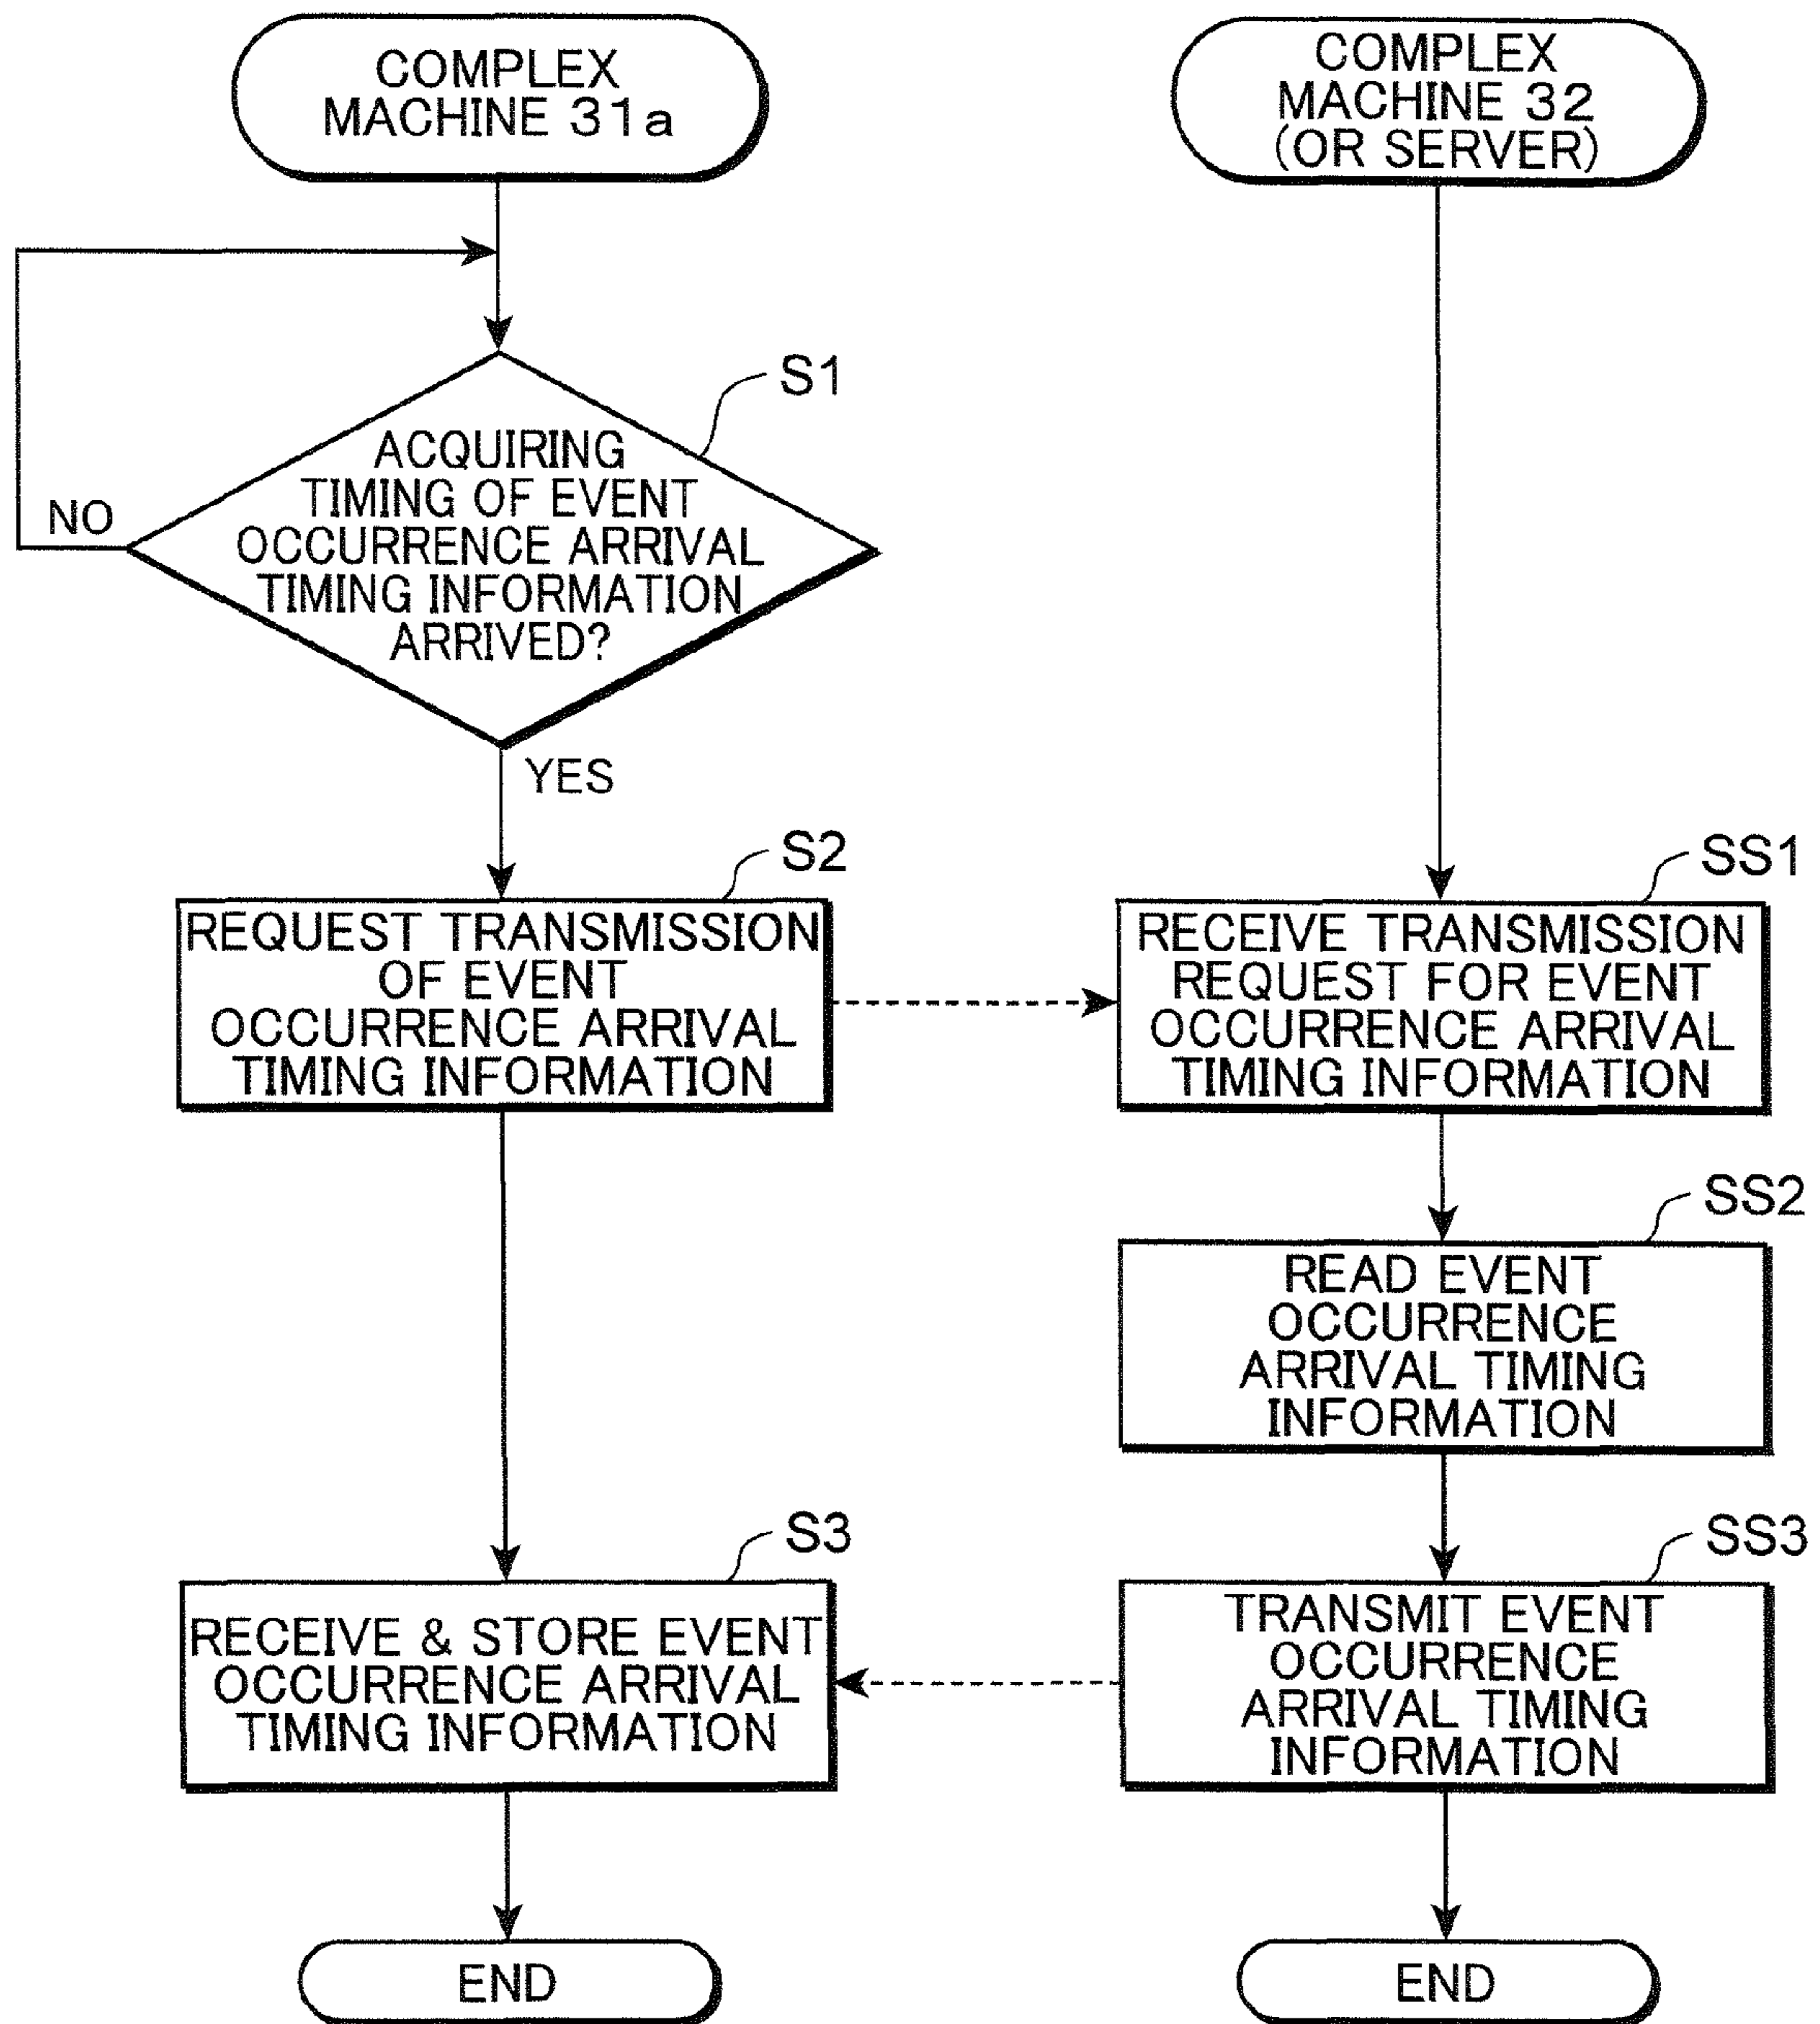 COMPLEX
MACHINE 31a
S1
ACQUIRING
TIMING OF EVENT
OCCURRENCE ARRIVAL
TIMING INFORMATION
ARRIVED?
NO
YES
S2
REQUEST TRANSMISSION
OF EVENT
OCCURRENCE ARRIVAL
TIMING INFORMATION
S3
RECEIVE & STORE EVENT
OCCURRENCE ARRIVAL
TIMING INFORMATION
END
COMPLEX
MACHINE 32
(OR SERVER)
SS1
RECEIVE TRANSMISSION
REQUEST FOR EVENT
OCCURRENCE ARRIVAL
TIMING INFORMATION
SS2
READ EVENT
OCCURRENCE
ARRIVAL TIMING
INFORMATION
SS3
TRANSMIT EVENT
OCCURRENCE
ARRIVAL TIMING
INFORMATION
END